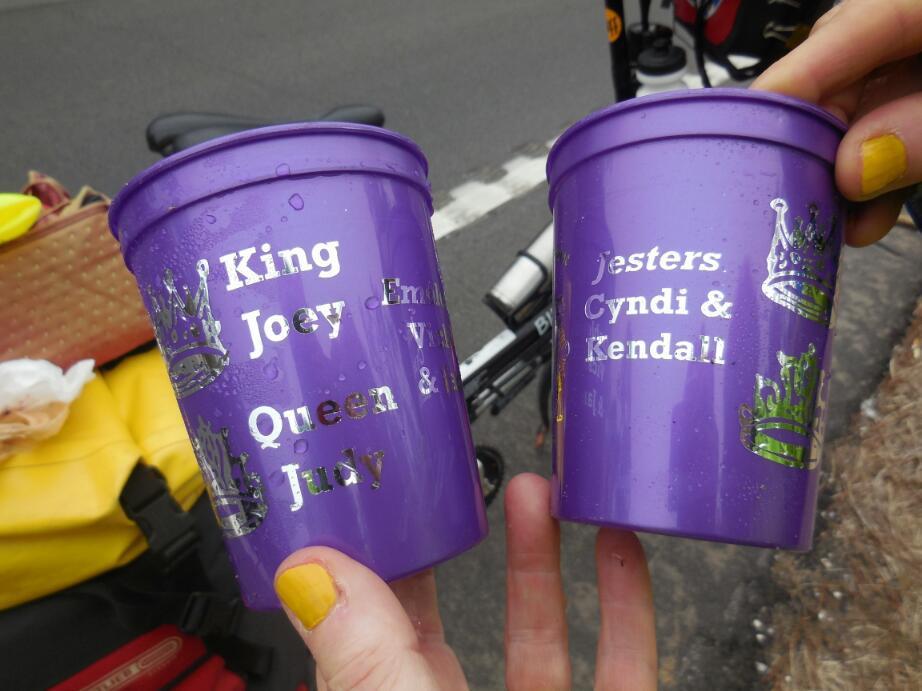 King
Joey
Queen
Judy
&
Jesters
Cyndi &
Kendall